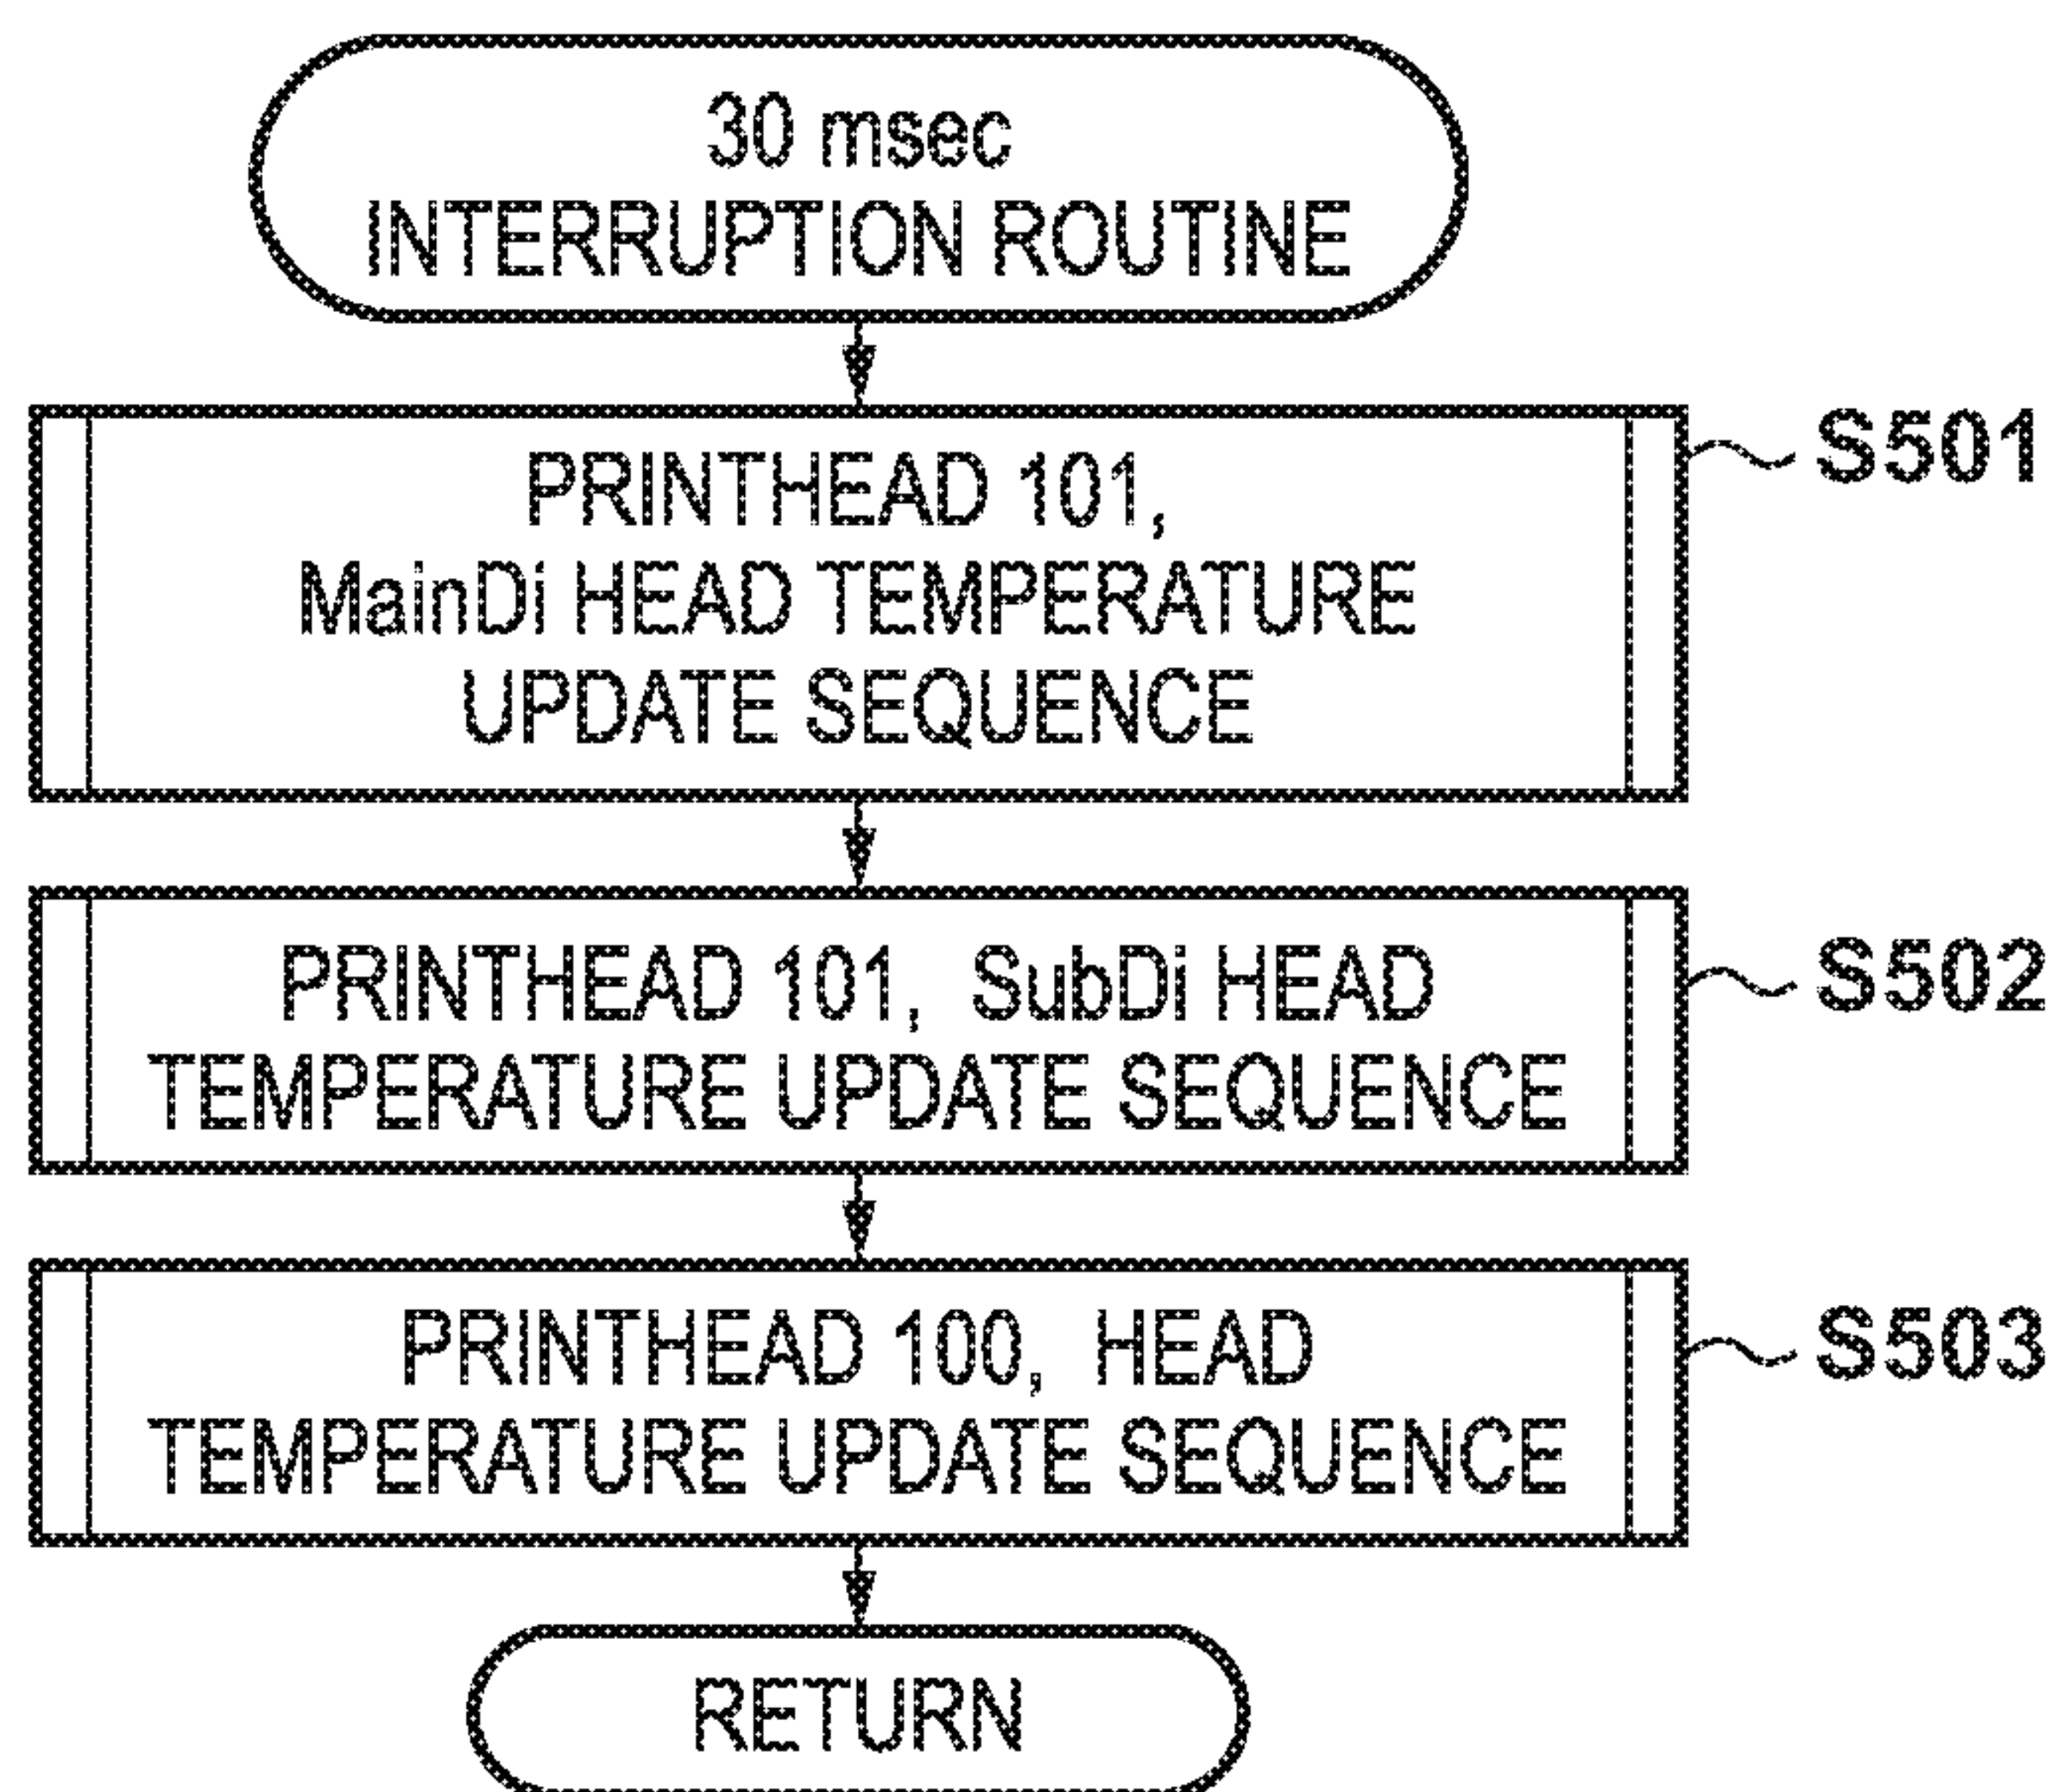 30 msec
INTERRUPTION ROUTINE
PRINTHEAD 101,
MainDi HEAD TEMPERATURE
UPDATE SEQUENCE
S501
PRINTHEAD 101, SubDi HEAD
TEMPERATURE UPDATE SEQUENCE
S502
PRINTHEAD 100, HEAD
TEMPERATURE UPDATE SEQUENCE
S503
RETURN